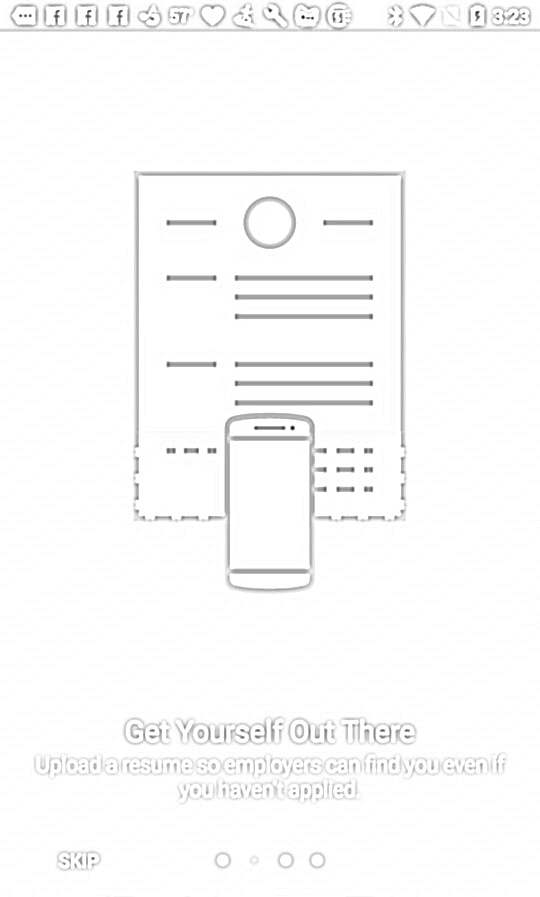 57° 3:23
Get Yourself Out There
Upload a resume so employers can find you even if
you haven't applied.
SKIP